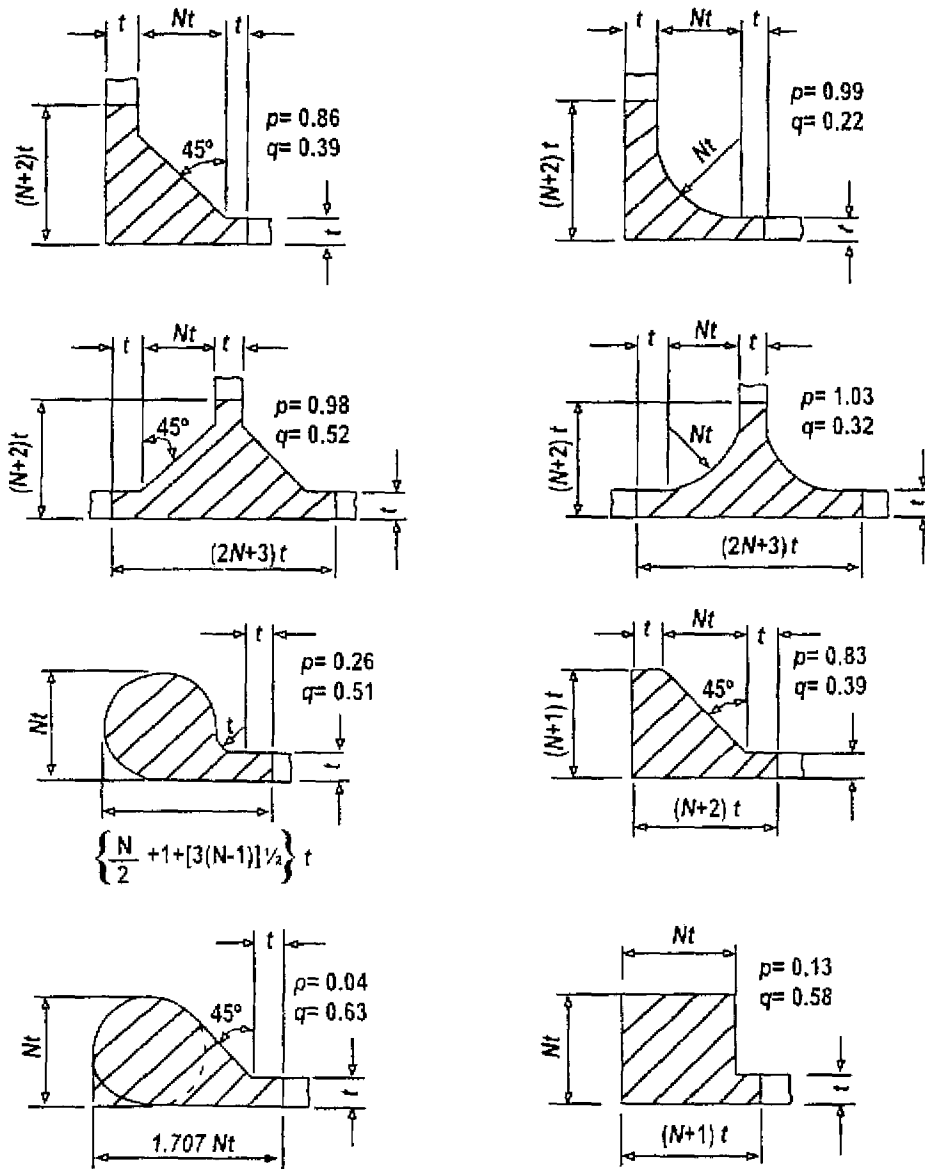 t Nt t
p= 0.86
q= 0.39
45°
(N+2) t
t
t Nt t
p= 0.99
q= 0.22
Nt
(N+2) t
t
t Nt t
p= 0.98
q= 0.52
45°
(N+2) t
t
(2N+3) t
t Nt t
p= 1.03
q= 0.32
Nt
(N+2) t
t
(2N+3) t
t
p= 0.26
q= 0.51
Nt
t
t
{N/2 +1+[3(N-1)] ½} t
t Nt t
p= 0.83
q= 0.39
45°
(N+1) t
t
(N+2) t
t
p= 0.04
q= 0.63
45°
Nt
t
1.707 Nt
Nt
p= 0.13
q= 0.58
Nt
t
(N+1) t